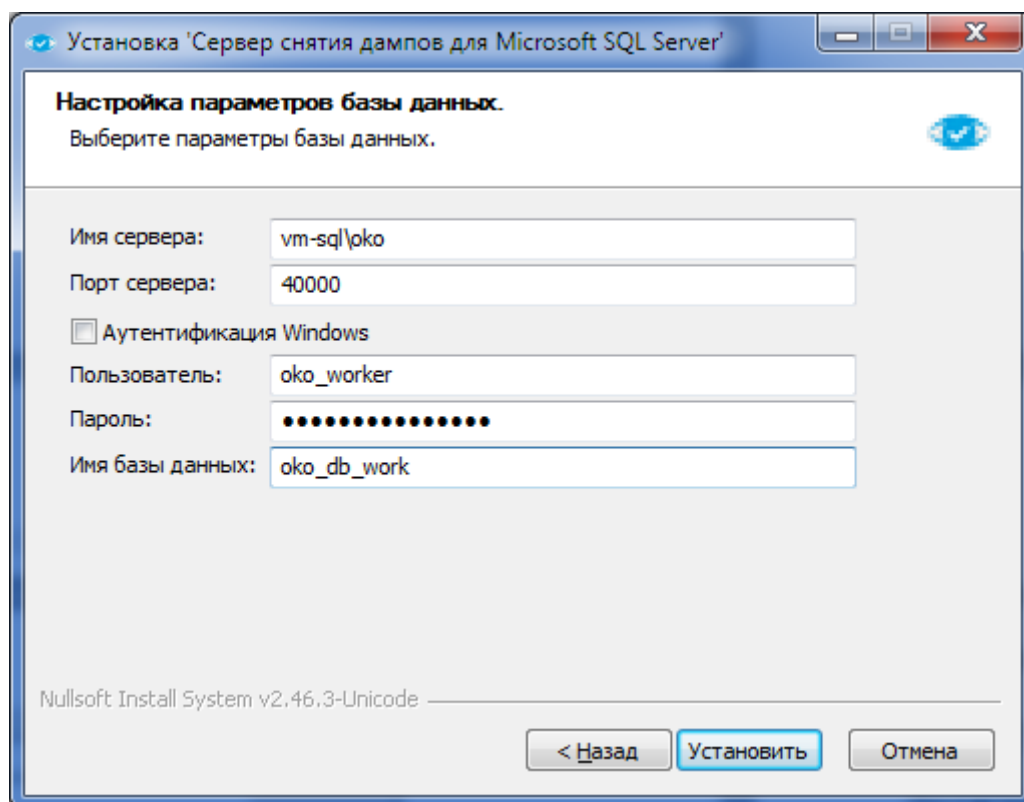 Установка 'Сервер снятия дампов для Microsoft SQL Server'
Настройка параметров базы данных.
Выберите параметры базы данных.
Имя сервера: vm-sql\oko
Порт сервера: 40000
Аутентификация Windows
Пользователь: oko_worker
Пароль: ●●●●●●●●●●●●●●●
Имя базы данных: oko_db_work
Nullsoft Install System v2.46.3-Unicode
< Назад Установить Отмена